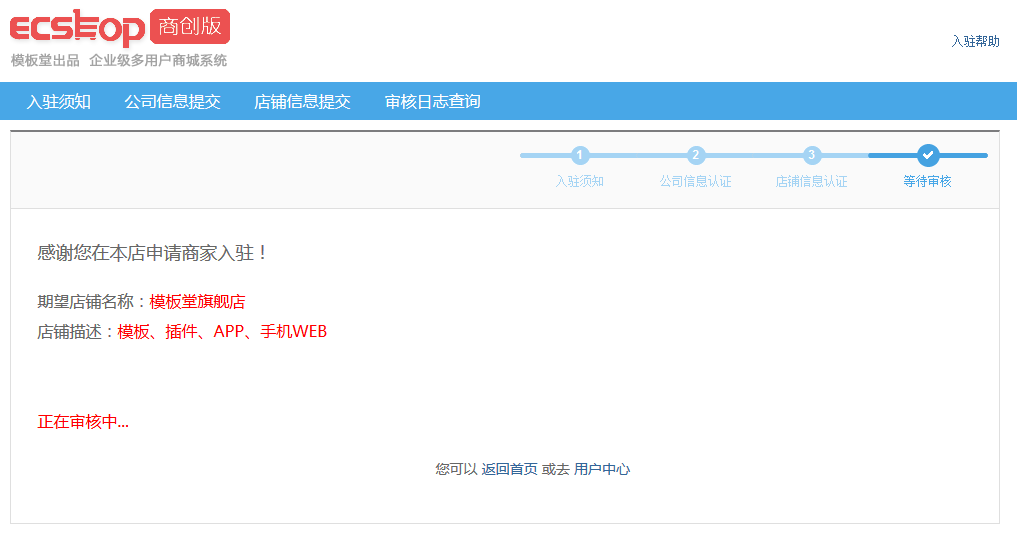 ecshop 商创版
模板堂出品 企业级多用户商城系统
入驻帮助
入驻须知 公司信息提交 店铺信息提交 审核日志查询
1 2 3
入驻须知 公司信息认证 店铺信息认证 等待审核
感谢您在本店申请商家入驻！
期望店铺名称：模板堂旗舰店
店铺描述：模板、插件、APP、手机WEB
正在审核中...
您可以 返回首页 或去 用户中心